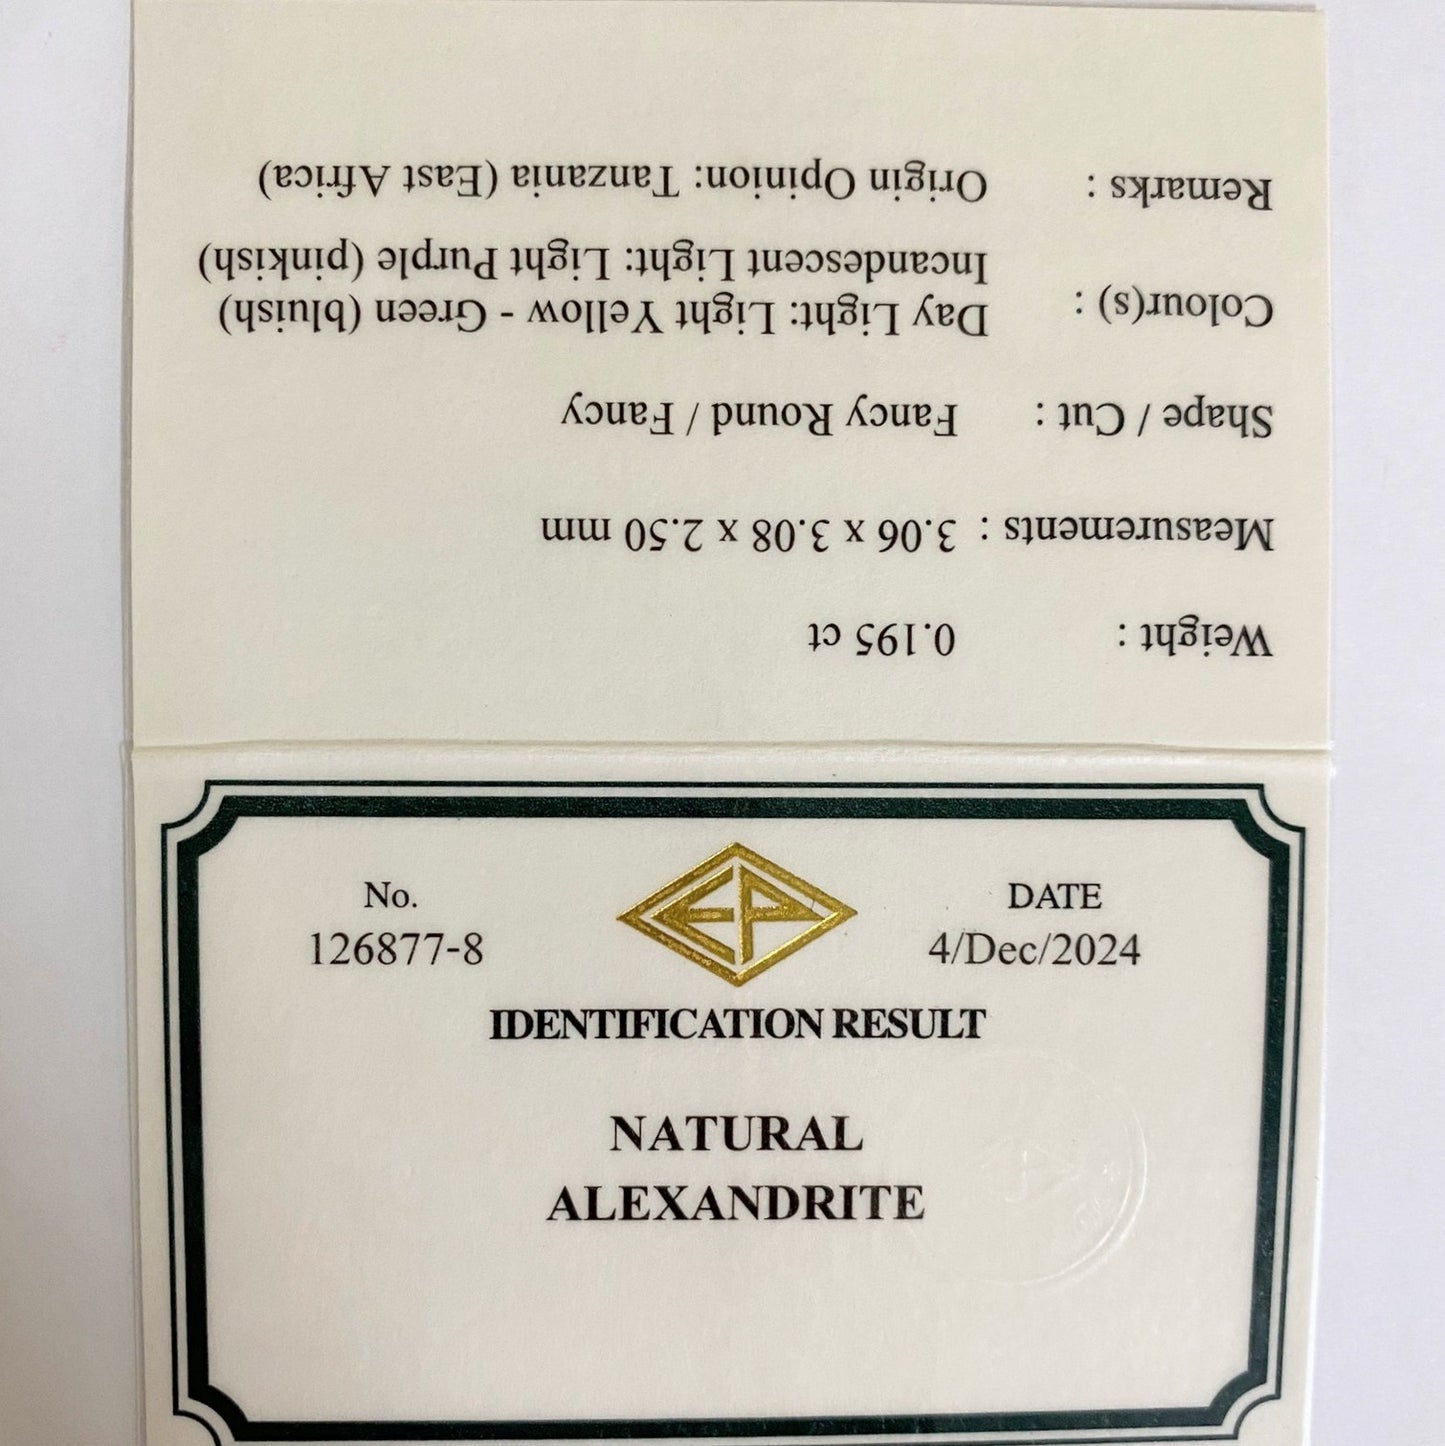 Weight : 0.195 ct
Measurements : 3.06 x 3.08 x 2.50 mm
Shape / Cut : Fancy Round / Fancy
Colour(s) : Day Light: Light Yellow - Green (bluish)
Incandescent Light: Light Purple (pinkish)
Remarks : Origin Opinion: Tanzania (East Africa)
No.
126877-8
EP
DATE
4/Dec/2024
IDENTIFICATION RESULT
NATURAL
ALEXANDRITE